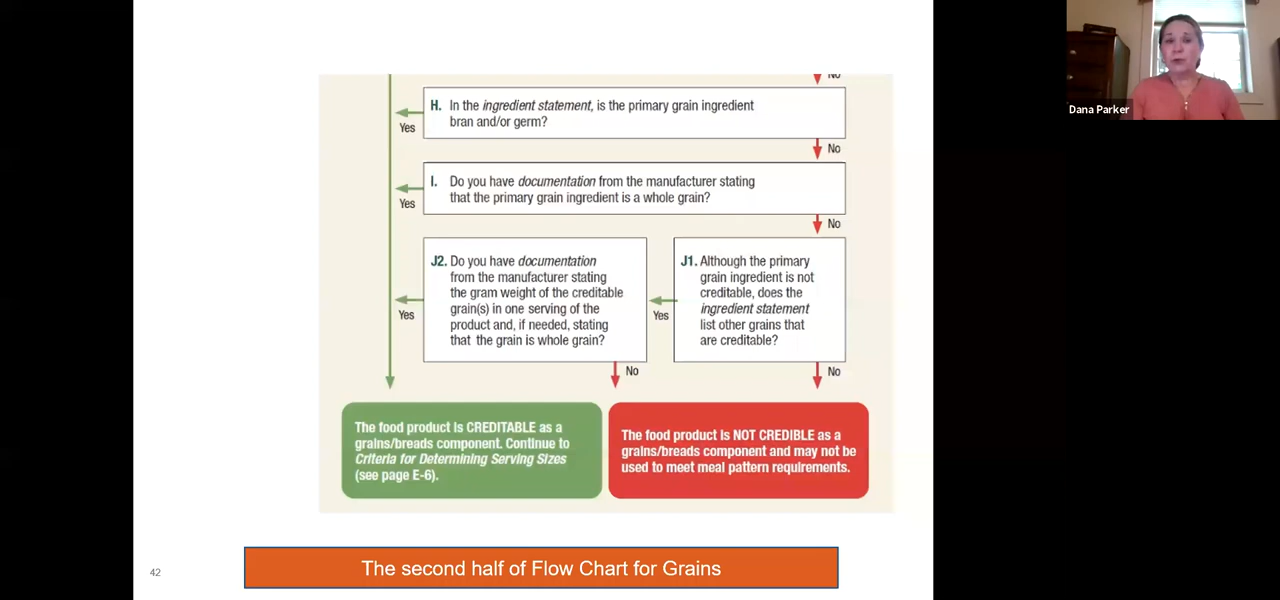 No
H. In the ingredient statement, is the primary grain ingredient
bran and/or germ?
Yes
No
I. Do you have documentation from the manufacturer stating
that the primary grain ingredient is a whole grain?
Yes
No
J2. Do you have documentation
from the manufacturer stating
the gram weight of the creditable
grain(s) in one serving of the
product and, if needed, stating
that the grain is whole grain?
Yes
No
J1. Although the primary
grain ingredient is not
creditable, does the
ingredient statement
list other grains that
are creditable?
Yes
No
The food product is CREDITABLE as a
grains/breads component. Continue to
Criteria for Determining Serving Sizes
(see page E-6).
The food product is NOT CREDIBLE as a
grains/breads component and may not be
used to meet meal pattern requirements.
The second half of Flow Chart for Grains
42
Dana Parker